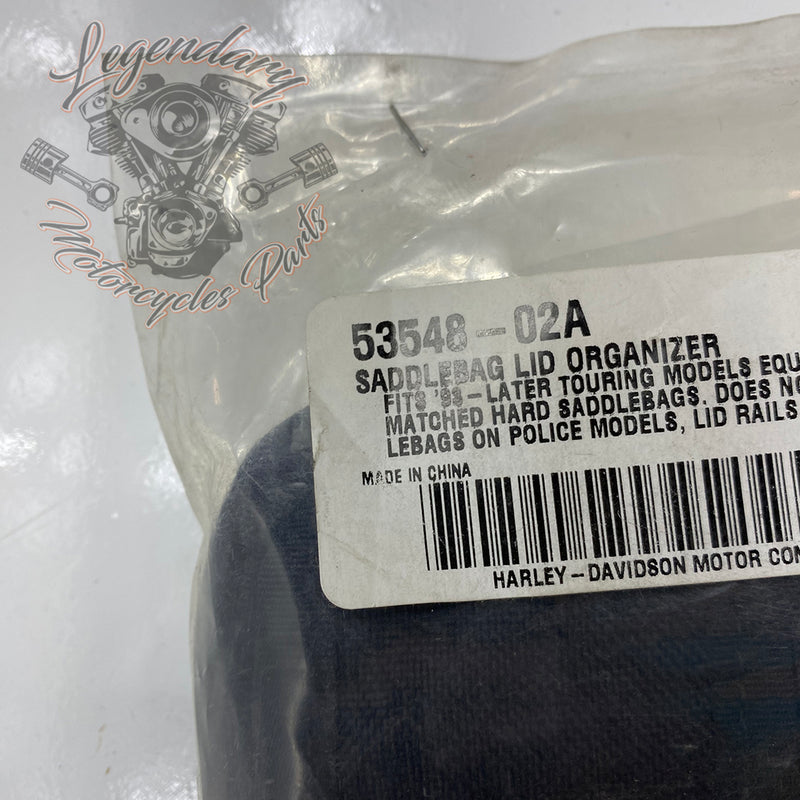 Legendary
Motorcycles Parts
53548-02A
SADDLEBAG LID ORGANIZER
FITS '93-LATER TOURING MODELS EQU
MATCHED HARD SADDLEBAGS. DOES NO
LEBAGS ON POLICE MODELS, LID RAILS
MADE IN CHINA
HARLEY-DAVIDSON MOTOR CON